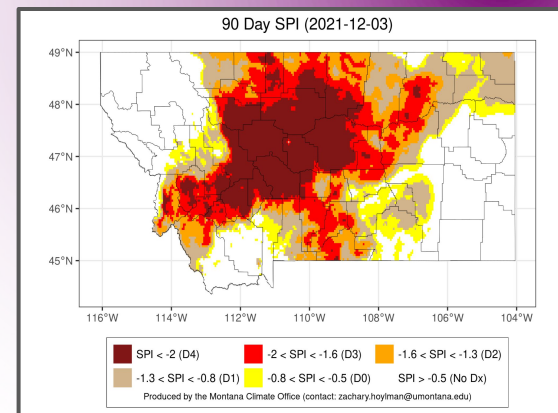 90 Day SPI (2021-12-03)
49°N
48°N
47°N
46°N
45°N
116°W 114°W 112°W 110°W 108°W 106°W 104°W
SPI < -2 (D4) -2 < SPI < -1.6 (D3) -1.6 < SPI < -1.3 (D2)
-1.3 < SPI < -0.8 (D1) -0.8 < SPI < -0.5 (D0) SPI > -0.5 (No Dx)
Produced by the Montana Climate Office (contact: zachary.hoylman@umontana.edu)